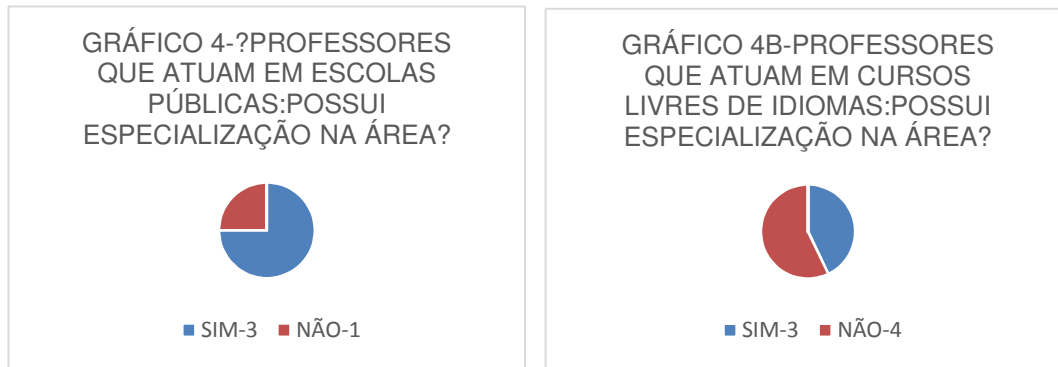 GRÁFICO 4-?PROFESSORES
QUE ATUAM EM ESCOLAS
PÚBLICAS:POSSUI
ESPECIALIZAÇÃO NA ÁREA?
SIM-3 NÃO-1
GRÁFICO 4B-PROFESSORES
QUE ATUAM EM CURSOS
LIVRES DE IDIOMAS:POSSUI
ESPECIALIZAÇÃO NA ÁREA?
SIM-3 NÃO-4